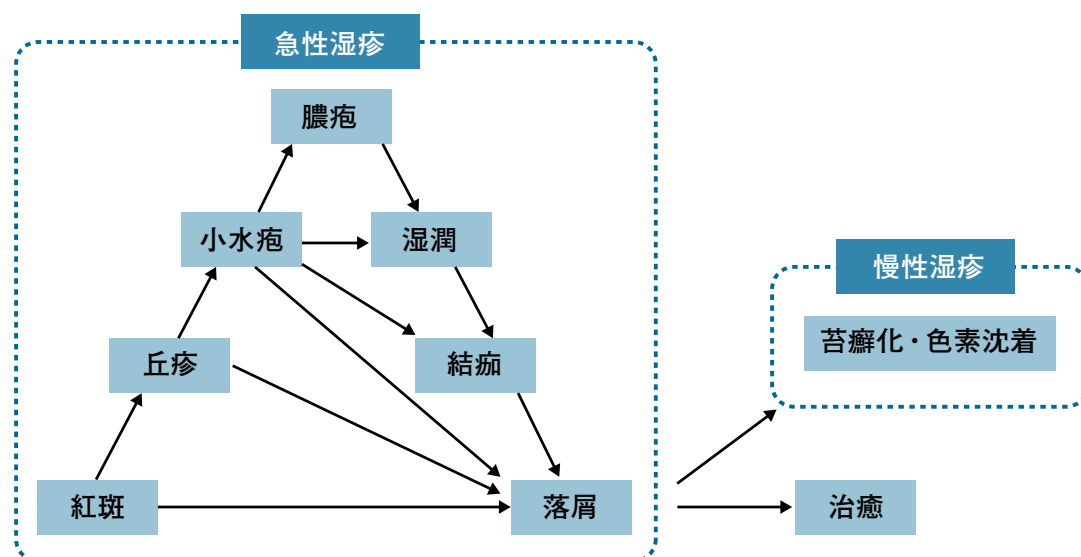 急性湿疹
膿疱
小水疱
湿潤
慢性湿疹
苔癬化・色素沈着
丘疹
結痂
紅斑
落屑
治癒